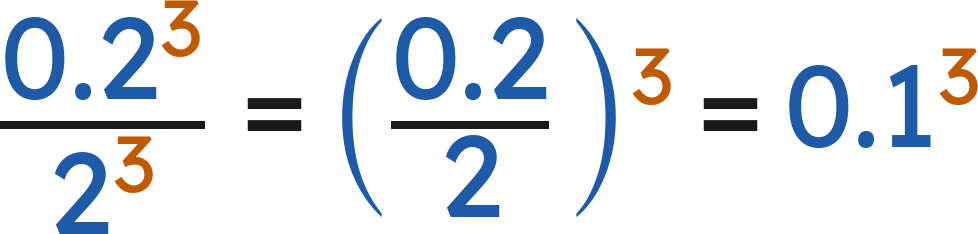 0.2³/2³ = (0.2/2)³ = 0.1³